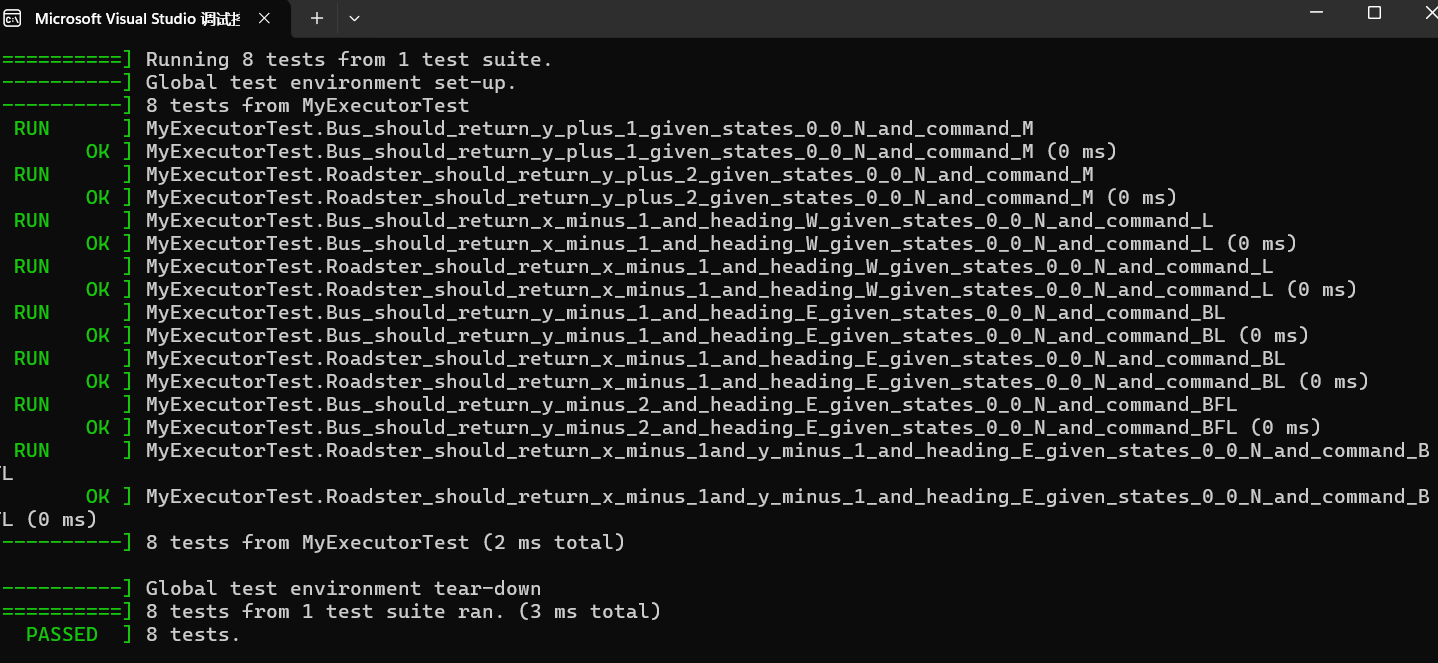 Microsoft Visual Studio 调试
==========] Running 8 tests from 1 test suite.
----------] Global test environment set-up.
----------] 8 tests from MyExecutorTest
RUN      ] MyExecutorTest.Bus_should_return_y_plus_1_given_states_0_0_N_and_command_M
OK ] MyExecutorTest.Bus_should_return_y_plus_1_given_states_0_0_N_and_command_M (0 ms)
RUN      ] MyExecutorTest.Roadster_should_return_y_plus_2_given_states_0_0_N_and_command_M
OK ] MyExecutorTest.Roadster_should_return_y_plus_2_given_states_0_0_N_and_command_M (0 ms)
RUN      ] MyExecutorTest.Bus_should_return_x_minus_1_and_heading_W_given_states_0_0_N_and_command_L
OK ] MyExecutorTest.Bus_should_return_x_minus_1_and_heading_W_given_states_0_0_N_and_command_L (0 ms)
RUN      ] MyExecutorTest.Roadster_should_return_x_minus_1_and_heading_W_given_states_0_0_N_and_command_L
OK ] MyExecutorTest.Roadster_should_return_x_minus_1_and_heading_W_given_states_0_0_N_and_command_L (0 ms)
RUN      ] MyExecutorTest.Bus_should_return_y_minus_1_and_heading_E_given_states_0_0_N_and_command_BL
OK ] MyExecutorTest.Bus_should_return_y_minus_1_and_heading_E_given_states_0_0_N_and_command_BL (0 ms)
RUN      ] MyExecutorTest.Roadster_should_return_x_minus_1_and_heading_E_given_states_0_0_N_and_command_BL
OK ] MyExecutorTest.Roadster_should_return_x_minus_1_and_heading_E_given_states_0_0_N_and_command_BL (0 ms)
RUN      ] MyExecutorTest.Bus_should_return_y_minus_2_and_heading_E_given_states_0_0_N_and_command_BFL
OK ] MyExecutorTest.Bus_should_return_y_minus_2_and_heading_E_given_states_0_0_N_and_command_BFL (0 ms)
RUN      ] MyExecutorTest.Roadster_should_return_x_minus_1and_y_minus_1_and_heading_E_given_states_0_0_N_and_command_B
L
OK ] MyExecutorTest.Roadster_should_return_x_minus_1and_y_minus_1_and_heading_E_given_states_0_0_N_and_command_B
L (0 ms)
----------] 8 tests from MyExecutorTest (2 ms total)
----------] Global test environment tear-down
==========] 8 tests from 1 test suite ran. (3 ms total)
PASSED  ] 8 tests.